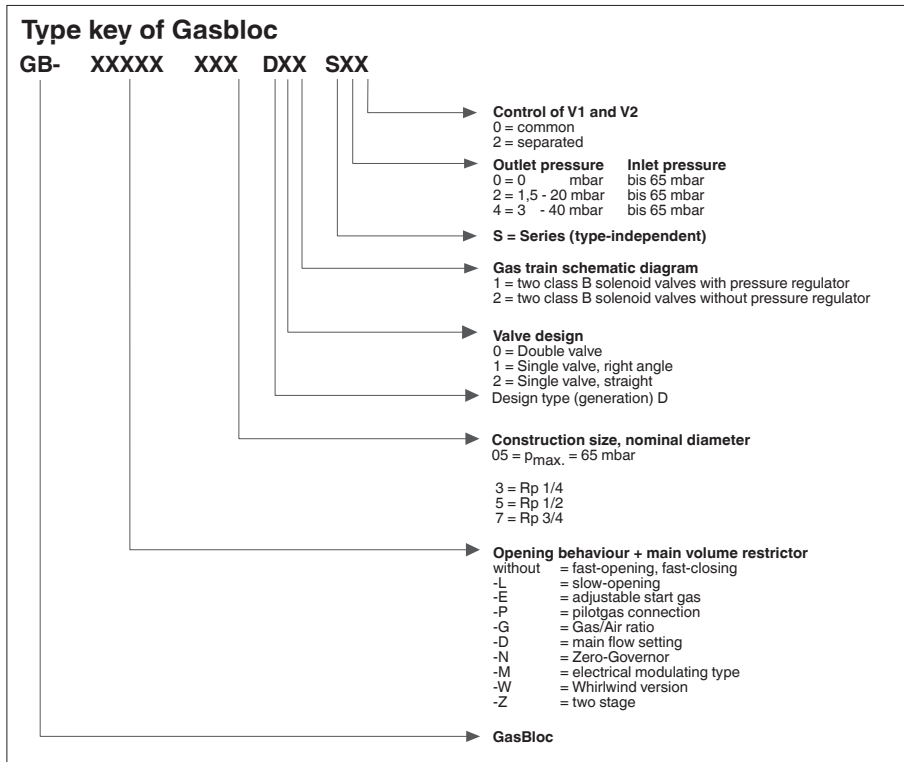 Type key of Gasbloc
GB- XXXXX XXX DXX SXX
Control of V1 and V2
0 = common
2 = separated
Outlet pressure Inlet pressure
0 = 0 mbar bis 65 mbar
2 = 1,5 - 20 mbar bis 65 mbar
4 = 3 - 40 mbar bis 65 mbar
S = Series (type-independent)
Gas train schematic diagram
1 = two class B solenoid valves with pressure regulator
2 = two class B solenoid valves without pressure regulator
Valve design
0 = Double valve
1 = Single valve, right angle
2 = Single valve, straight
Design type (generation) D
Construction size, nominal diameter
05 = pmax. = 65 mbar
3 = Rp 1/4
5 = Rp 1/2
7 = Rp 3/4
Opening behaviour + main volume restrictor
without = fast-opening, fast-closing
-L = slow-opening
-E = adjustable start gas
-P = pilotgas connection
-G = Gas/Air ratio
-D = main flow setting
-N = Zero-Governor
-M = electrical modulating type
-W = Whirlwind version
-Z = two stage
GasBloc